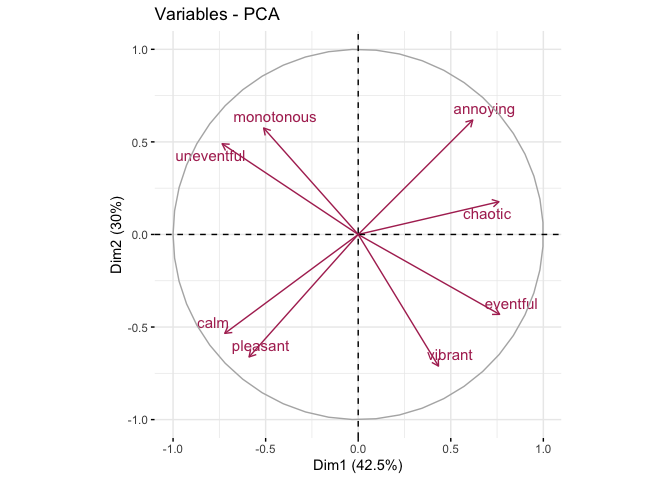 Variables - PCA
1.0
annoying
monotonous
0.5
uneventful
chaotic
Dim2 (30%)
0.0
eventful
calm
-0.5
pleasant
vibrant
-1.0
-1.0 -0.5 0.0 0.5 1.0
Dim1 (42.5%)